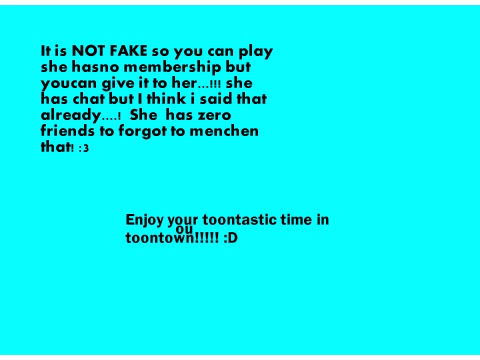 It is NOT FAKE so you can play
she hasno membership but
youcan give it to her...!!! she
has chat but I think i said that
already....! She has zero
friends to forgot to menchen
that! :3
Enjoy your toontastic time in
ou
toontown!!!!! :D